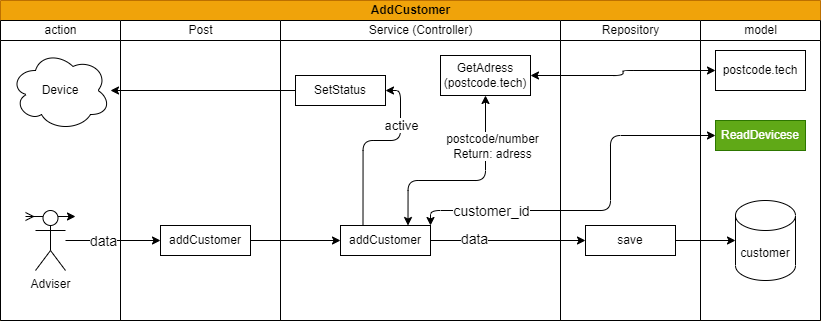 AddCustomer
action
Post
Service (Controller)
Repository
model
Device
SetStatus
GetAdress
(postcode.tech)
postcode.tech
active
postcode/number
Return: adress
ReadDevicese
customer_id
data
addCustomer
addCustomer
data
save
customer
Adviser